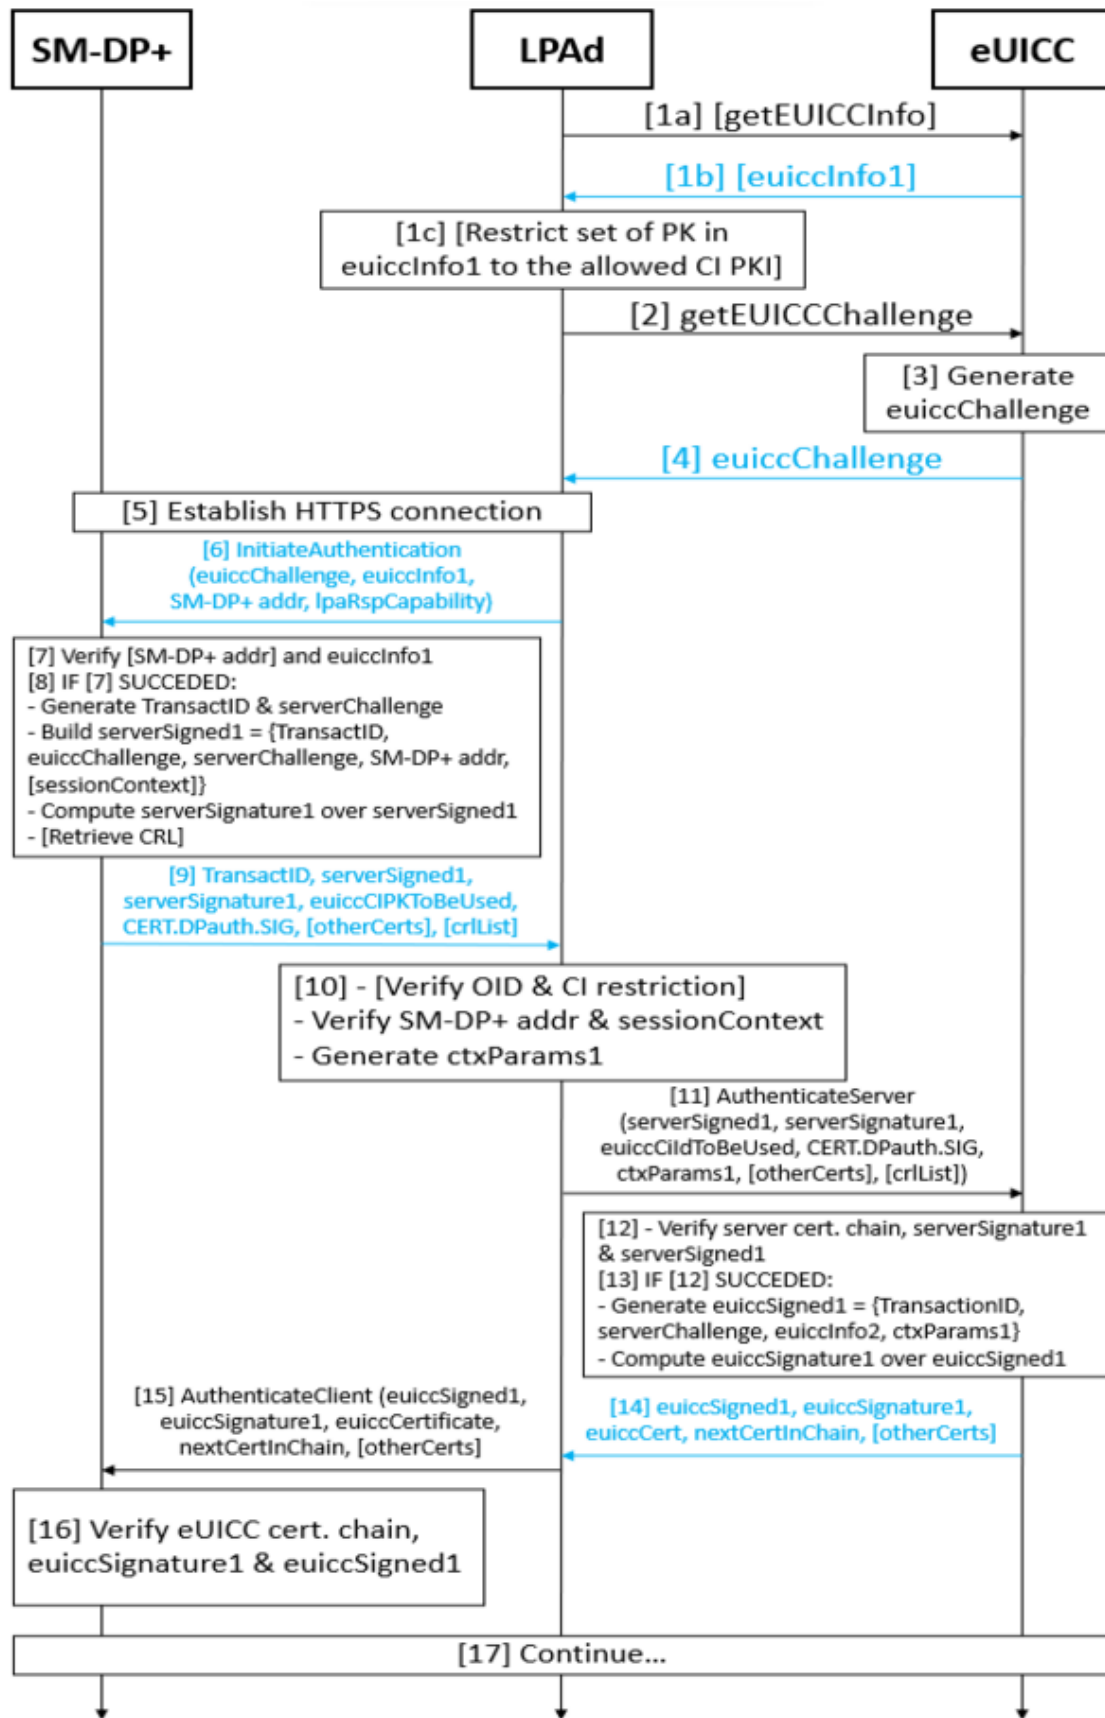 SM-DP+
LPAd
eUICC
[1a] [getEUICCInfo]
[1b] [euiccInfo1]
[1c] [Restrict set of PK in
euiccInfo1 to the allowed CI PKI]
[2] getEUICCChallenge
[3] Generate
euiccChallenge
[4] euiccChallenge
[5] Establish HTTPS connection
[6] InitiateAuthentication
(euiccChallenge, euiccInfo1,
SM-DP+ addr, lpaRspCapability)
[7] Verify [SM-DP+ addr] and euiccInfo1
[8] IF [7] SUCCEDED:
- Generate TransactID & serverChallenge
- Build serverSigned1 = {TransactID,
euiccChallenge, serverChallenge, SM-DP+ addr,
[sessionContext]}
- Compute serverSignature1 over serverSigned1
- [Retrieve CRL]
[9] TransactID, serverSigned1,
serverSignature1, euiccCIPKToBeUsed,
CERT.DPauth.SIG, [otherCerts], [crlList]
[10] - [Verify OID & CI restriction]
- Verify SM-DP+ addr & sessionContext
- Generate ctxParams1
[11] AuthenticateServer
(serverSigned1, serverSignature1,
euiccCiIdToBeUsed, CERT.DPauth.SIG,
ctxParams1, [otherCerts], [crlList])
[12] - Verify server cert. chain, serverSignature1
& serverSigned1
[13] IF [12] SUCCEDED:
- Generate euiccSigned1 = {TransactionID,
serverChallenge, euiccInfo2, ctxParams1}
- Compute euiccSignature1 over euiccSigned1
[14] euiccSigned1, euiccSignature1,
euiccCert, nextCertInChain, [otherCerts]
[15] AuthenticateClient (euiccSigned1,
euiccSignature1, euiccCertificate,
nextCertInChain, [otherCerts]
[16] Verify eUICC cert. chain,
euiccSignature1 & euiccSigned1
[17] Continue...